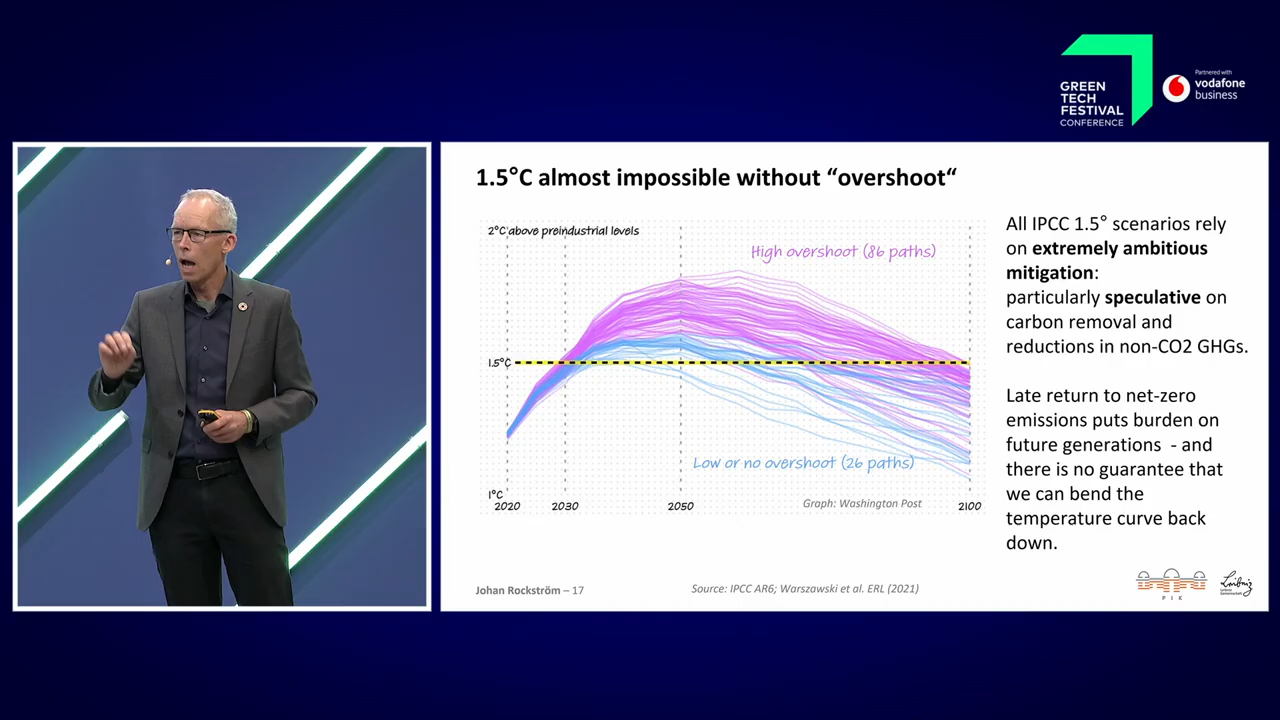 GREEN
TECH
FESTIVAL
CONFERENCE
Partnered with
vodafone
business
1.5°C almost impossible without “overshoot“
2°C above preindustrial levels
High overshoot (86 paths)
1.5°C
Low or no overshoot (26 paths)
1°C
Graph: Washington Post
2020 2030 2050 2100
All IPCC 1.5° scenarios rely
on extremely ambitious
mitigation:
particularly speculative on
carbon removal and
reductions in non-CO2 GHGs.
Late return to net-zero
emissions puts burden on
future generations - and
there is no guarantee that
we can bend the
temperature curve back
down.
Johan Rockström – 17
Source: IPCC AR6; Warszawski et al. ERL (2021)
PIK
Leibniz
Gemeinschaft